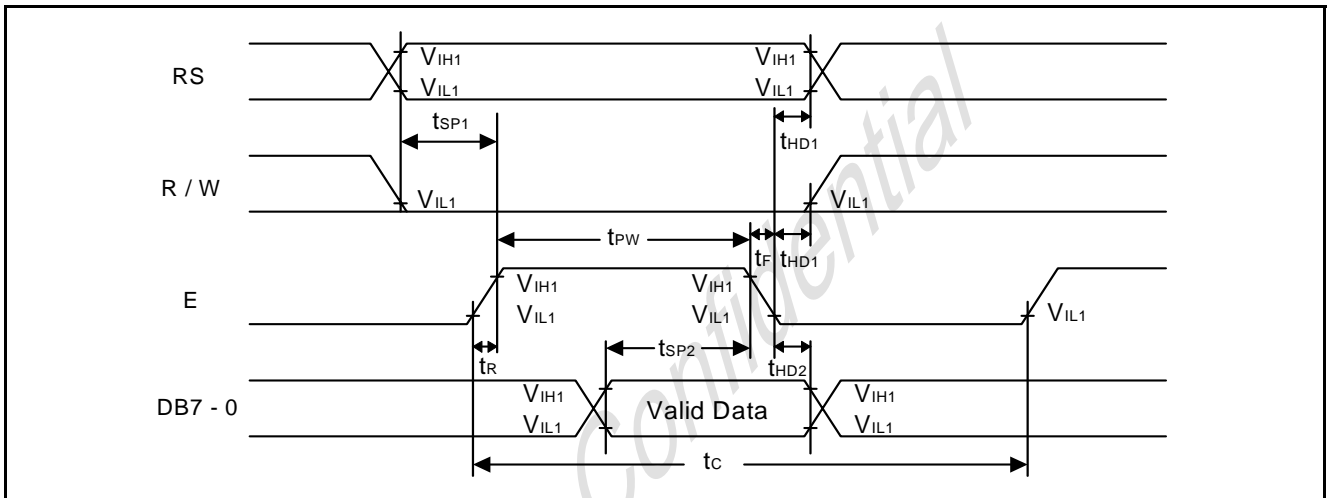 RS
VIH1
VIH1
VIL1
VIL1
tSP1
tHD1
R / W
VIL1
VIL1
tPW
tF
tHD1
E
VIH1
VIH1
VIL1
VIL1
VIL1
tR
tSP2
tHD2
DB7 - 0
VIH1
Valid Data
VIH1
VIL1
VIL1
tC
Confidential